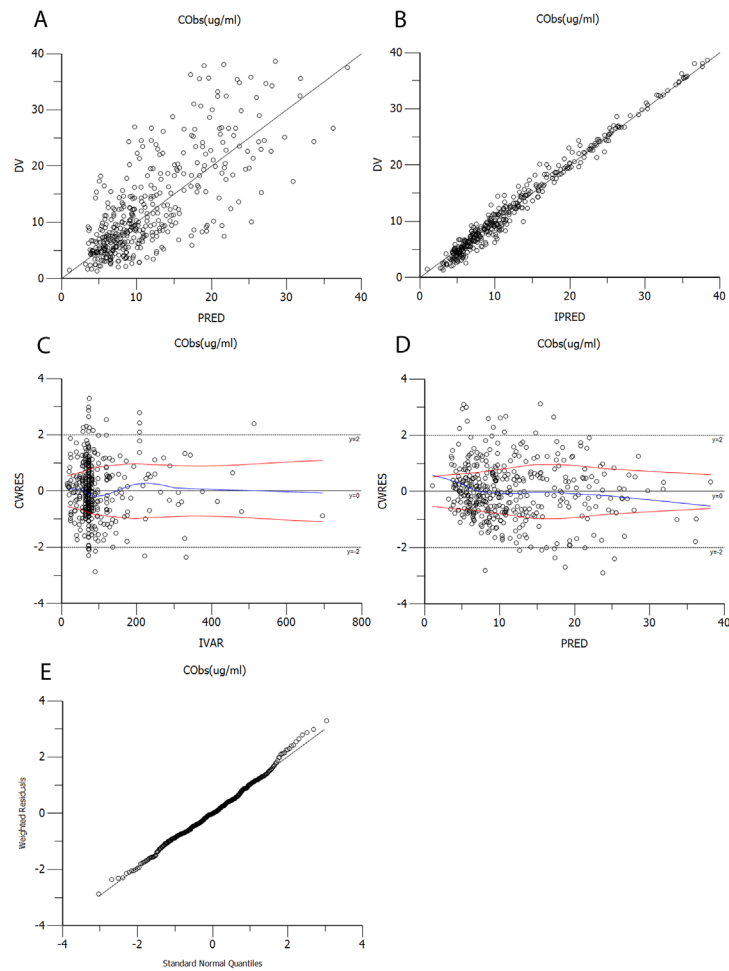 A
CObs(ug/ml)
40
30
20
10
0
DV
0
10
20
30
40
PRED
B
CObs(ug/ml)
40
30
20
10
0
DV
0
10
20
30
40
IPRED
C
CObs(ug/ml)
4
2
0
-2
-4
CWRES
y=2
y=0
y=-2
0
200
400
600
800
IVAR
D
CObs(ug/ml)
4
2
0
-2
-4
CWRES
y=2
y=0
y=-2
0
10
20
30
40
PRED
E
CObs(ug/ml)
4
2
0
-2
-4
Weighted Residuals
-4
-2
0
2
4
Standard Normal Quantiles